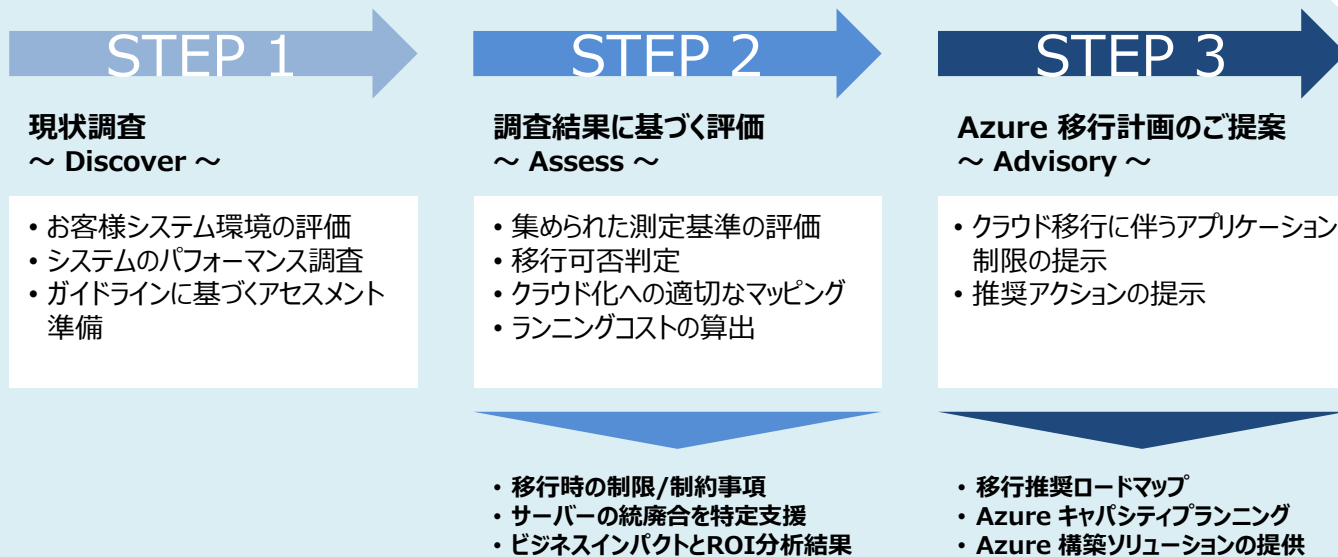 STEP 1
現状調査
～ Discover ～
• お客様システム環境の評価
• システムのパフォーマンス調査
• ガイドラインに基づくアセスメント
準備
STEP 2
調査結果に基づく評価
～ Assess ～
• 集められた測定基準の評価
• 移行可否判定
• クラウド化への適切なマッピング
• ランニングコストの算出
• 移行時の制限/制約事項
• サーバーの統廃合を特定支援
• ビジネスインパクトとROI分析結果
STEP 3
Azure 移行計画のご提案
～ Advisory ～
• クラウド移行に伴うアプリケーション
制限の提示
• 推奨アクションの提示
• 移行推奨ロードマップ
• Azure キャパシティプランニング
• Azure 構築ソリューションの提供